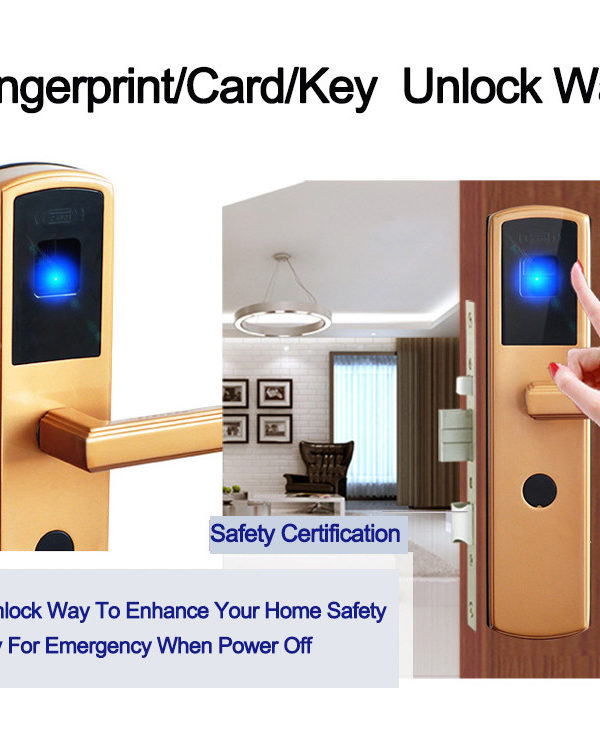 ngerprint/Card/Key Unlock Wa
Safety Certification
nlock Way To Enhance Your Home Safety
For Emergency When Power Off